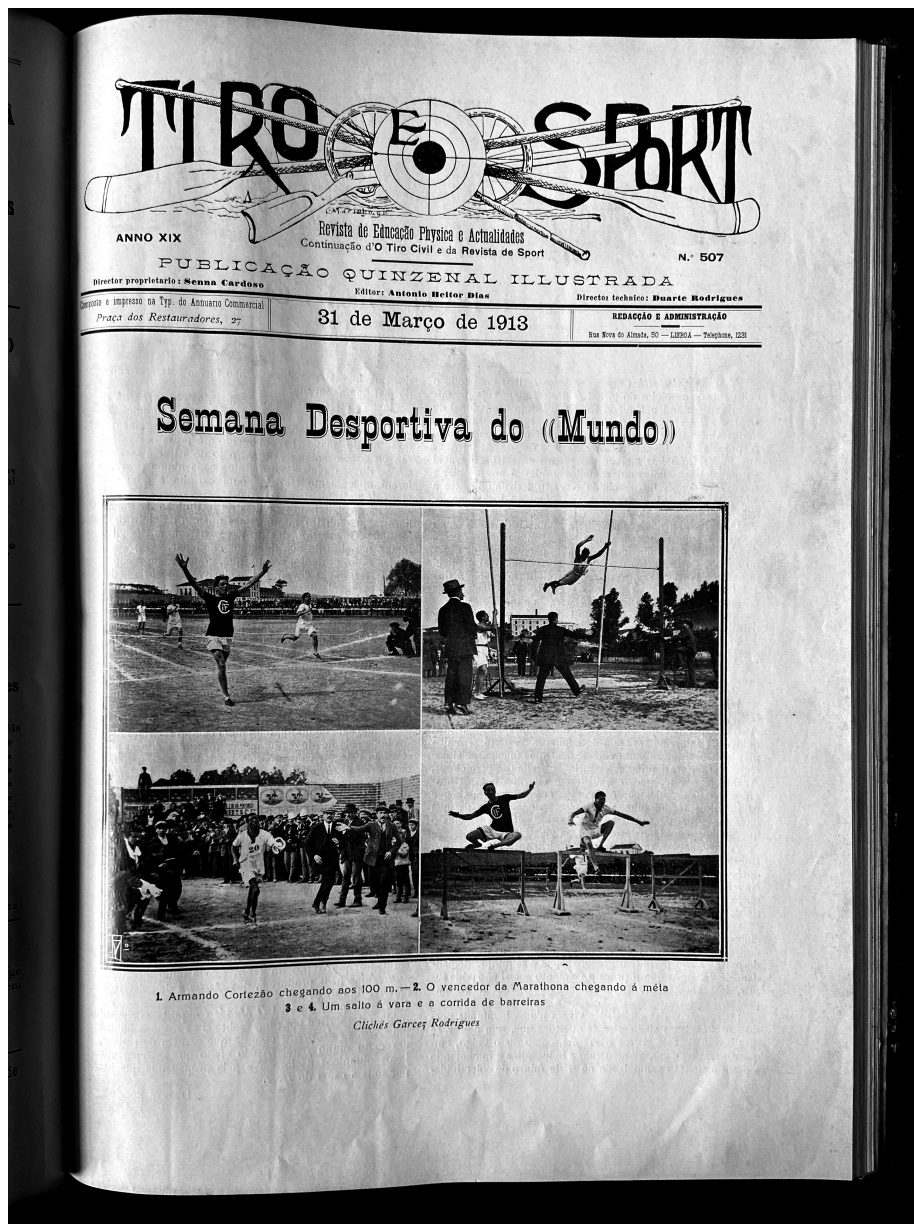 TIRO E SPORT
Revista de Educação Physica e Actualidades
Continuação d'O Tiro Civil e da Revista de Sport
ANNO XIX
N.º 507
PUBLICAÇÃO QUINZENAL ILLUSTRADA
Director proprietario: Senna Cardoso
Editor: Antonio Heitor Dias
Director technico: Duarte Rodrigues
Composto e impresso na Typ. do Annuario Commercial
Praça dos Restauradores, 27
31 de Março de 1913
REDACÇÃO E ADMINISTRAÇÃO
Rua Nova do Almada, 50 — LISBOA — Telephone, 1231
Semana Desportiva do «Mundo»
20
1. Armando Cortezão chegando aos 100 m. — 2. O vencedor da Marathona chegando á méta
3 e 4. Um salto á vara e a corrida de barreiras
Clichés Garcez Rodrigues